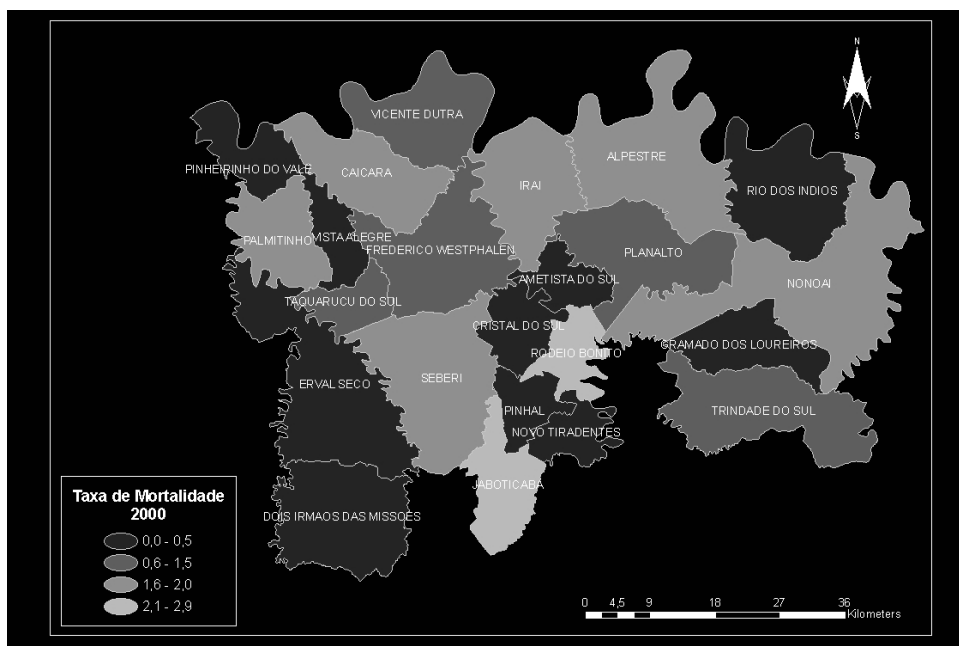 N
S
VICENTE DUTRA
ALPESTRE
PINHEIRINHO DO VALE
CAICARA
IRAI
RIO DOS INDIOS
PALMITINHO
VISTA ALEGRE
FREDERICO WESTPHALEN
PLANALTO
AMETISTA DO SUL
NONOAI
TAQUARUCU DO SUL
CRISTAL DO SUL
RODEIO BONITO
GRAMADO DOS LOUREIROS
ERVAL SECO
SEBERI
PINHAL
TRINDADE DO SUL
NOVO TIRADENTES
JABOTICABA
DOIS IRMAOS DAS MISSOES
Taxa de Mortalidade
2000
0,0 - 0,5
0,6 - 1,5
1,6 - 2,0
2,1 - 2,9
0 4,5 9 18 27 36
Kilometers